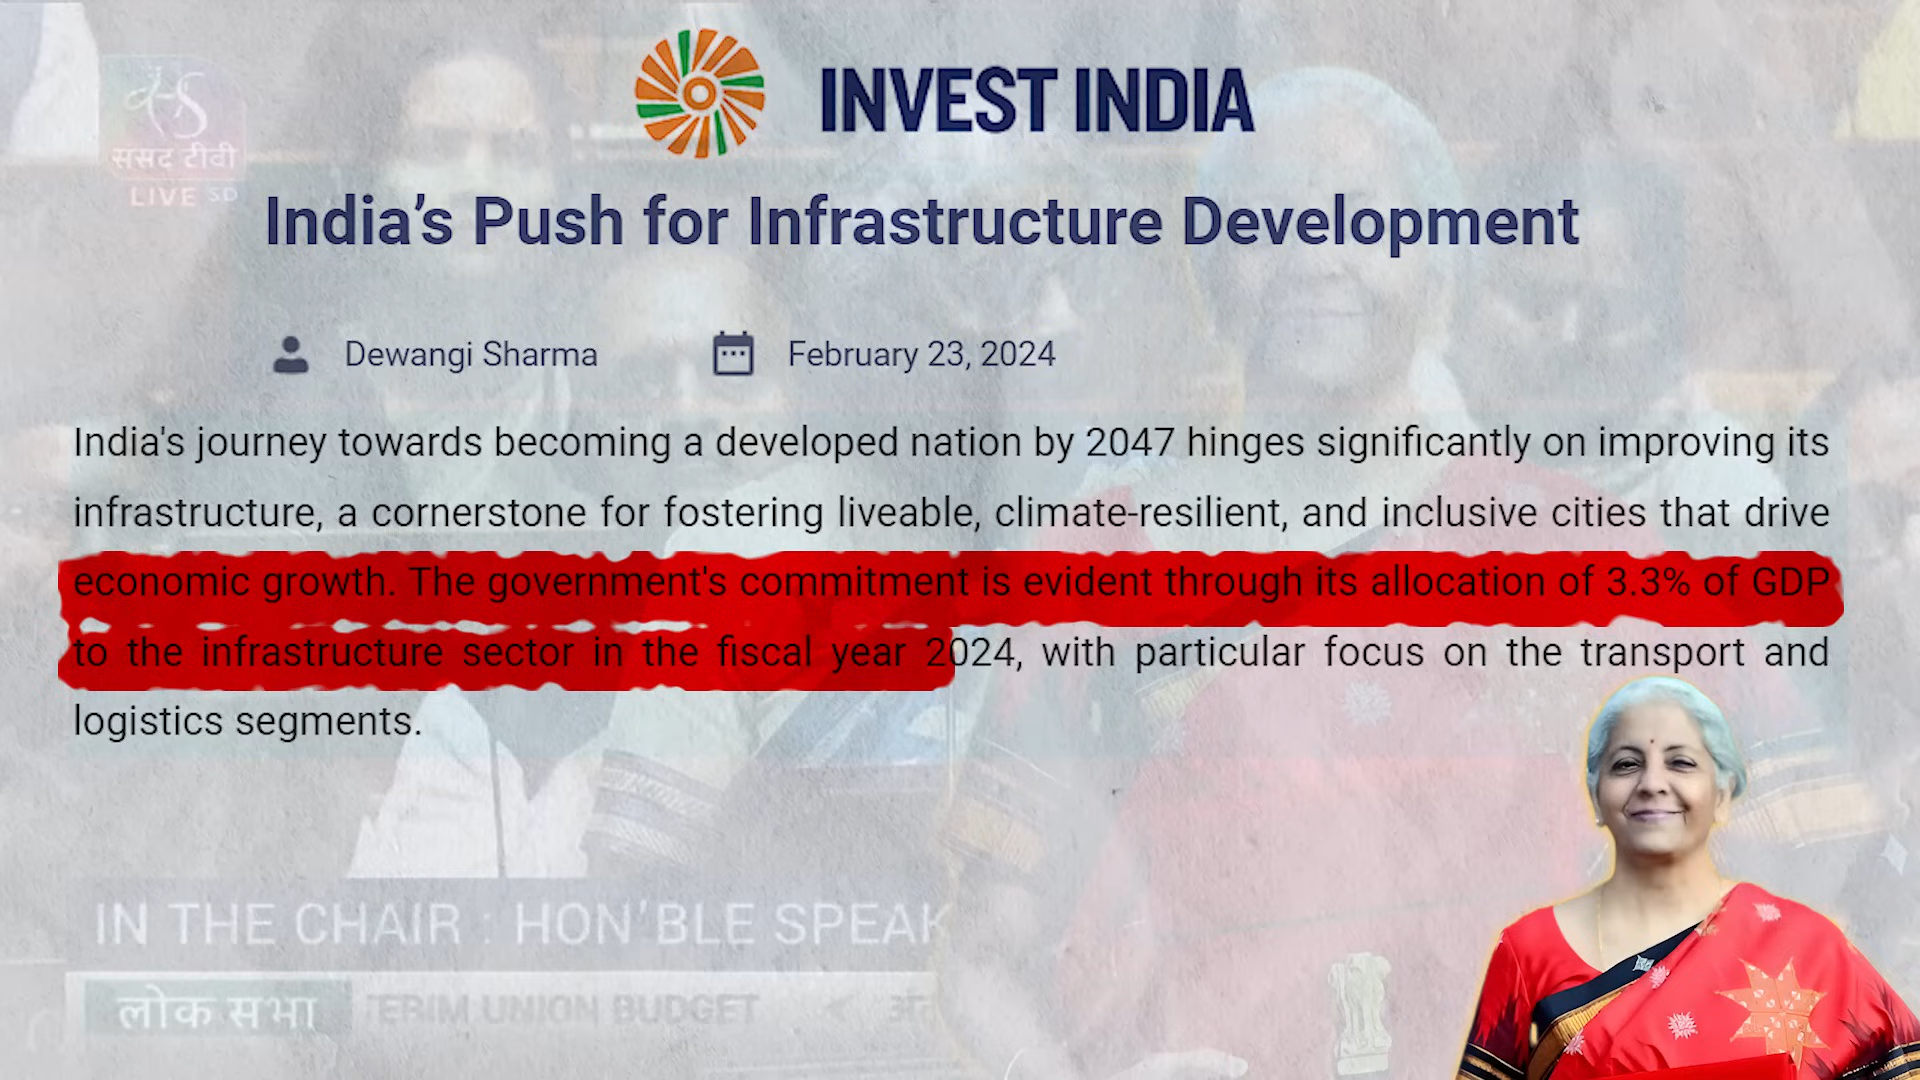 INVEST INDIA
संसद टीवी
LIVE SD
India’s Push for Infrastructure Development
Dewangi Sharma
February 23, 2024
India's journey towards becoming a developed nation by 2047 hinges significantly on improving its
infrastructure, a cornerstone for fostering liveable, climate-resilient, and inclusive cities that drive
economic growth. The government's commitment is evident through its allocation of 3.3% of GDP
to the infrastructure sector in the fiscal year 2024, with particular focus on the transport and
logistics segments.
IN THE CHAIR : HON’BLE SPEAK
लोक सभा
TERIM UNION BUDGET